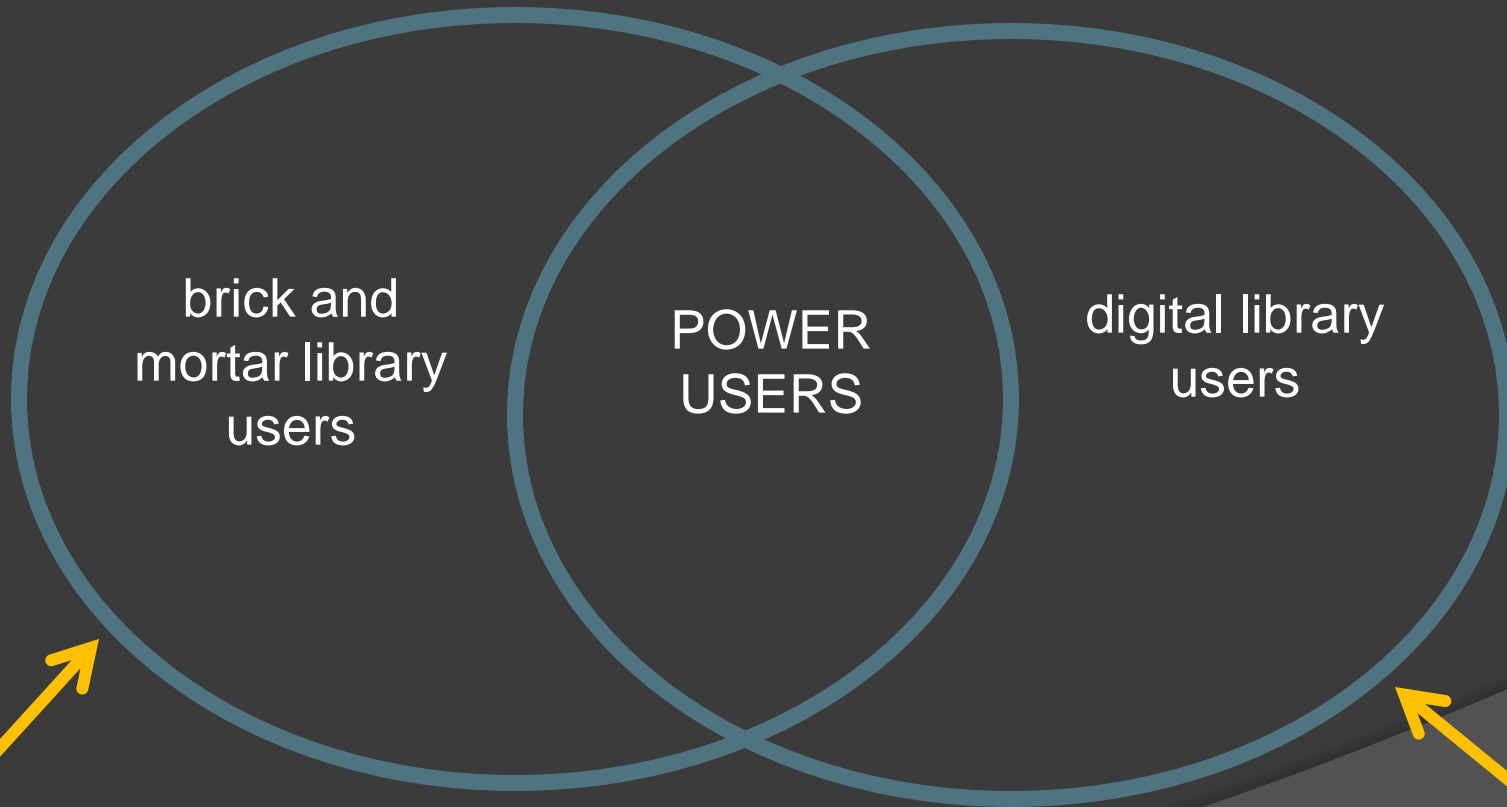 brick and
mortar library
users
POWER
USERS
digital library
users